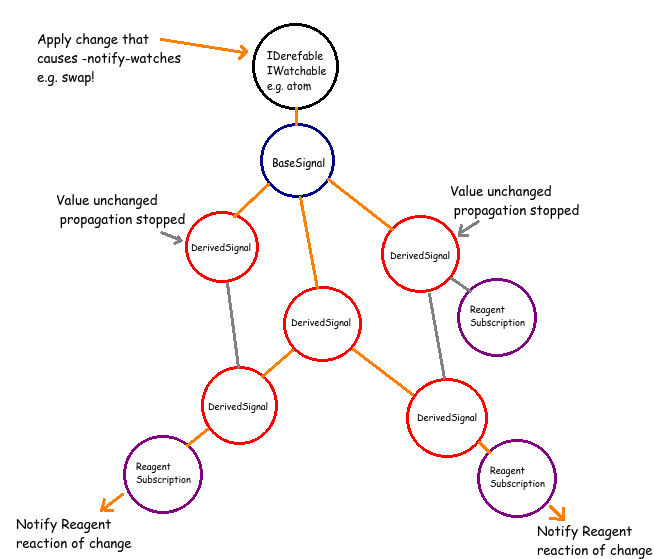 Apply change that
causes -notify-watches
e.g. swap!
IDerefable
IWatchable
e.g. atom
BaseSignal
Value unchanged
propagation stopped
Value unchanged
propagation stopped
DerivedSignal
DerivedSignal
Reagent
Subscription
DerivedSignal
DerivedSignal
DerivedSignal
Reagent
Subscription
Reagent
Subscription
Notify Reagent
reaction of change
Notify Reagent
reaction of change